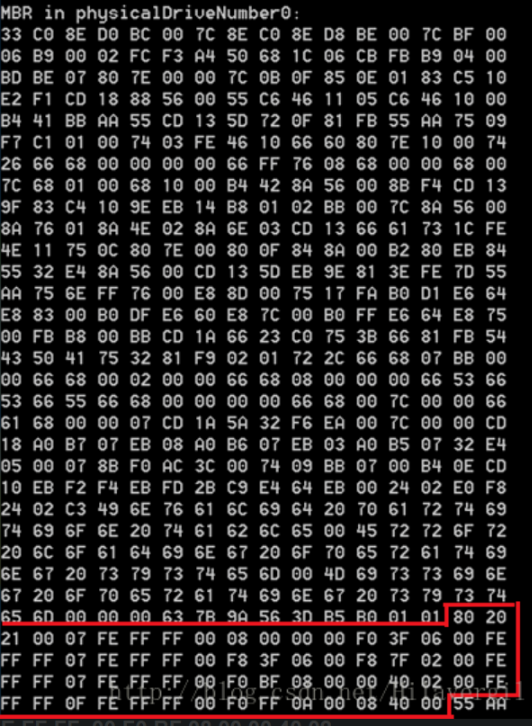 MBR in physicalDriveNumber0:
33 C0 8E D0 BC 00 7C 8E C0 8E D8 BE 00 7C BF 00
06 B9 00 02 FC F3 A4 50 68 1C 06 CB FB B9 04 00
BD BE 07 80 7E 00 00 7C 0B 0F 85 0E 01 83 C5 10
E2 F1 CD 18 88 56 00 55 C6 46 11 05 C6 46 10 00
B4 41 BB AA 55 CD 13 5D 72 0F 81 FB 55 AA 75 09
F7 C1 01 00 74 03 FE 46 10 66 60 80 7E 10 00 74
26 66 68 00 00 00 00 66 FF 76 08 68 00 00 68 00
7C 68 01 00 68 10 00 B4 42 8A 56 00 8B F4 CD 13
9F 83 C4 10 9E EB 14 B8 01 02 BB 00 7C 8A 56 00
8A 76 01 8A 4E 02 8A 6E 03 CD 13 66 61 73 1C FE
4E 11 75 0C 80 7E 00 80 0F 84 8A 00 B2 80 EB 84
55 32 E4 8A 56 00 CD 13 5D EB 9E 81 3E FE 7D 55
AA 75 6E FF 76 00 E8 8D 00 75 17 FA B0 D1 E6 64
E8 83 00 B0 DF E6 60 E8 7C 00 B0 FF E6 64 E8 75
00 FB B8 00 BB CD 1A 66 23 C0 75 3B 66 81 FB 54
43 50 41 75 32 81 F9 02 01 72 2C 66 68 07 BB 00
00 66 68 00 02 00 00 66 68 08 00 00 00 66 53 66
53 66 55 66 68 00 00 00 00 66 68 00 7C 00 00 66
61 68 00 00 07 CD 1A 5A 32 F6 EA 00 7C 00 00 CD
18 A0 B7 07 EB 08 A0 B6 07 EB 03 A0 B5 07 32 E4
05 00 07 8B F0 AC 3C 00 74 09 BB 07 00 B4 0E CD
10 EB F2 F4 EB FD 2B C9 E4 64 EB 00 24 02 E0 F8
24 02 C3 49 6E 76 61 6C 69 64 20 70 61 72 74 69
74 69 6F 6E 20 74 61 62 6C 65 00 45 72 72 6F 72
20 6C 6F 61 64 69 6E 67 20 6F 70 65 72 61 74 69
6E 67 20 73 79 73 74 65 6D 00 4D 69 73 73 69 6E
67 20 6F 70 65 72 61 74 69 6E 67 20 73 79 73 74
65 6D 00 00 00 63 7B 9A 56 3D B5 B0 01 01 80 20
21 00 07 FE FF FF 00 08 00 00 00 F0 3F 06 00 FE
FF FF 07 FE FF FF 00 F8 3F 06 00 F8 7F 02 00 FE
FF FF 07 FE FF FF 00 F0 BF 08 00 00 40 02 00 FE
FF FF 0F FE FF FF 00 F0 FF 0A 00 08 40 00 55 AA